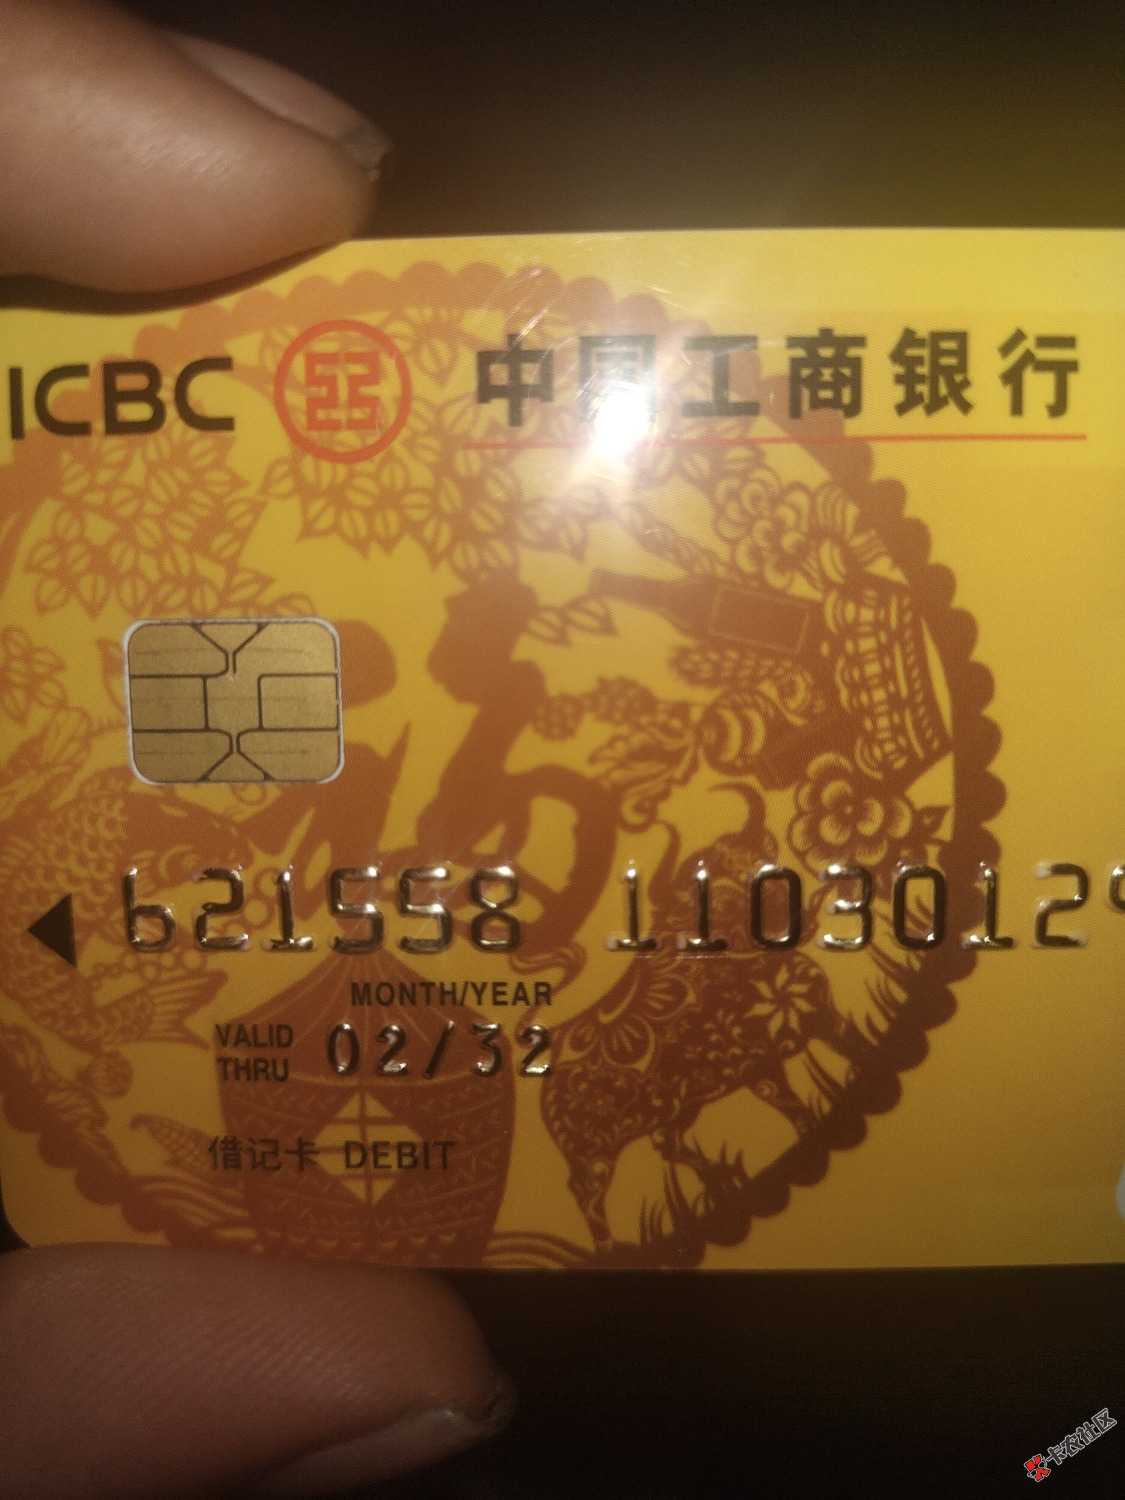 ICBC 中国工商银行
621558 11030129
MONTH/YEAR
VALID THRU 02/32
借记卡 DEBIT
卡农社区